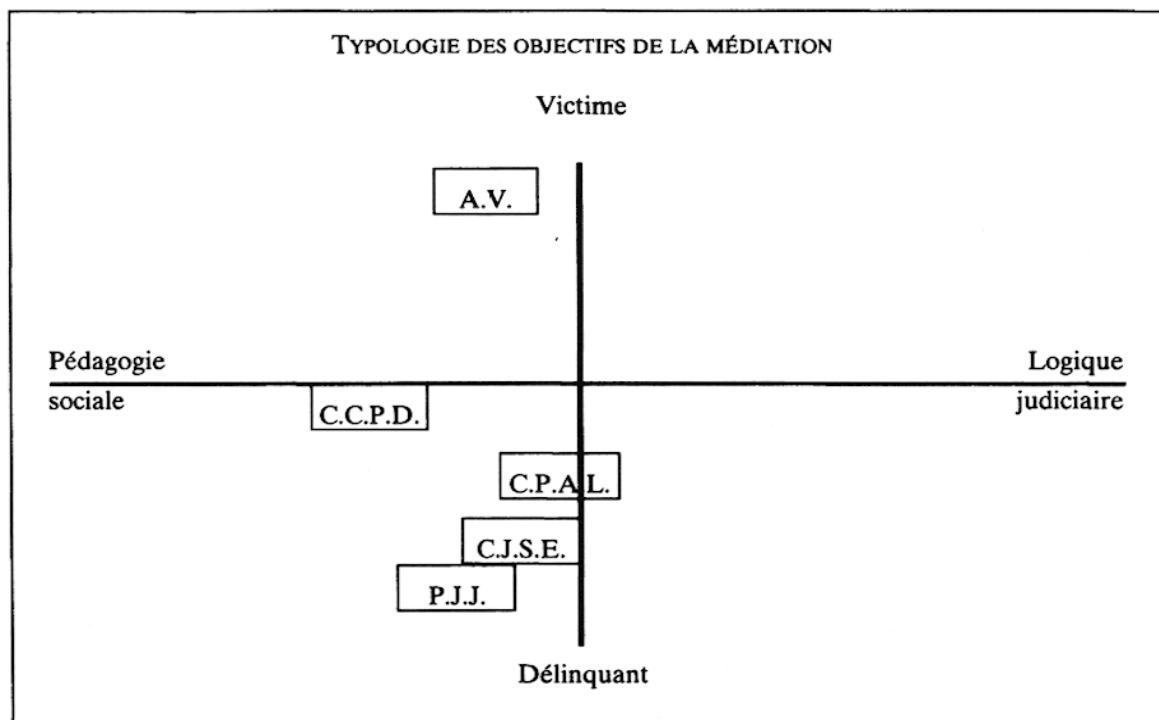 TYPOLOGIE DES OBJECTIFS DE LA MÉDIATION
Victime
A.V.
Pédagogie
Logique
sociale
judiciaire
C.C.P.D.
C.P.A.L.
C.J.S.E.
P.J.J.
Délinquant